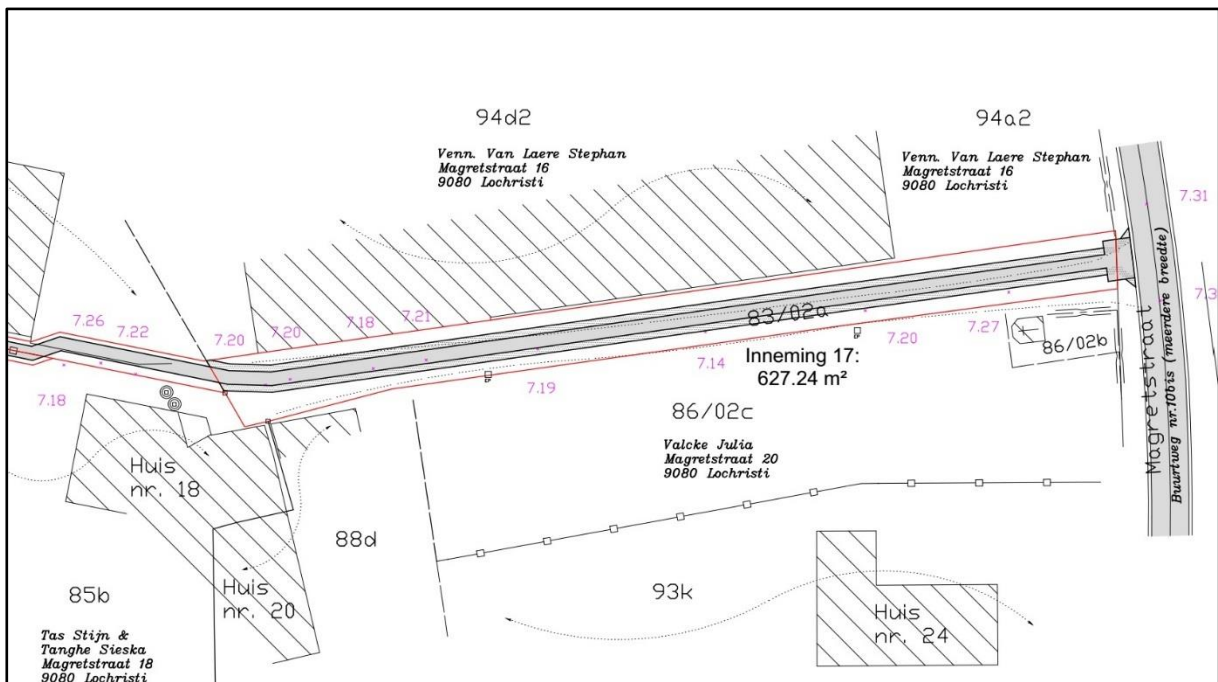 94d2
Venn. Van Laere Stephan
Magretstraat 16
9080 Lochristi
94a2
Venn. Van Laere Stephan
Magretstraat 16
9080 Lochristi
7.31
7.3
Magretstraat
Buurtweg nr.10bis (meerdere breedte)
7.26
7.22
7.20
7.20
7.18
7.21
83/02a
7.20
7.27
7.14
7.19
7.18
Inneming 17:
627.24 m²
86/02b
86/02c
Valcke Julia
Magretstraat 20
9080 Lochristi
Huis
nr. 18
88d
Huis
nr. 20
93k
Huis
nr. 24
85b
Tas Stijn &
Tanghe Sieska
Magretstraat 18
9080 Lochristi